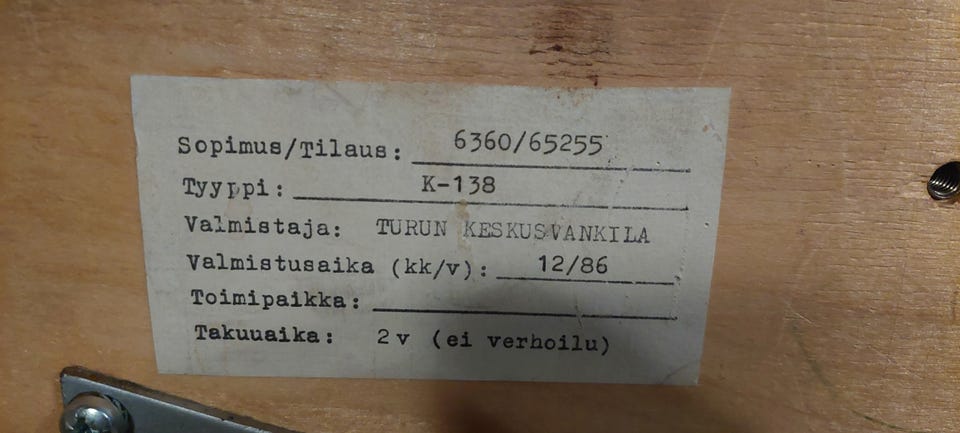 Sopimus/Tilaus: 6360/65255
Tyyppi: K-138
Valmistaja: TURUN KESKUSVANKILA
Valmistusaika (kk/v): 12/86
Toimipaikka:
Takuuaika: 2 v (ei verhoilu)